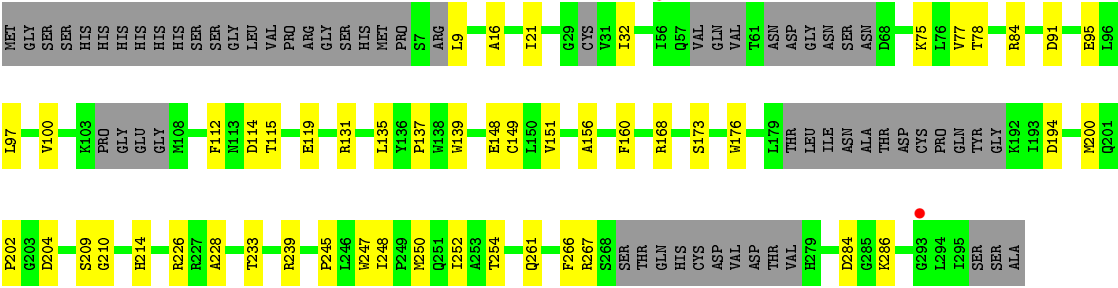 MET GLY SER SER HIS HIS HIS HIS HIS HIS SER SER GLY LEU VAL PRO ARG GLY SER HIS MET PRO S7 ARG L9 A16 I21 G29 CYS V31 I32 I56 Q57 VAL GLN VAL T61 ASN ASP GLY ASN SER ASN D68 K75 L76 V77 T78 R84 D91 E95 L96
L97 V100 K103 PRO GLY GLU GLY M108 F112 N113 D114 T115 E119 R131 L135 Y136 P137 W138 W139 E148 C149 L150 V151 A156 F160 R168 S173 W176 L179 THR LEU ILE ASN ALA THR ASP CYS PRO GLN TYR GLY K192 I193 D194 M200 Q201
P202 G203 D204 S209 G210 H214 R226 R227 A228 T233 R239 P245 L246 W247 I248 P249 M250 Q251 I252 A253 T254 Q261 F266 R267 S268 SER THR GLN HIS CYS ASP VAL ASP THR VAL H279 D284 G285 K286 G293 L294 I295 SER SER ALA